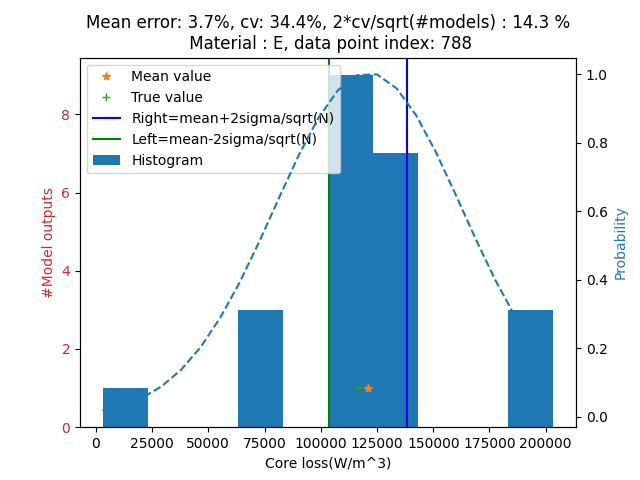 Mean error: 3.7%, cv: 34.4%, 2*cv/sqrt(#models) : 14.3 %
Material : E, data point index: 788
Mean value
True value
Right=mean+2sigma/sqrt(N)
Left=mean-2sigma/sqrt(N)
Histogram
#Model outputs
0
2
4
6
8
Probability
0.0
0.2
0.4
0.6
0.8
1.0
0 25000 50000 75000 100000 125000 150000 175000 200000
Core loss(W/m^3)